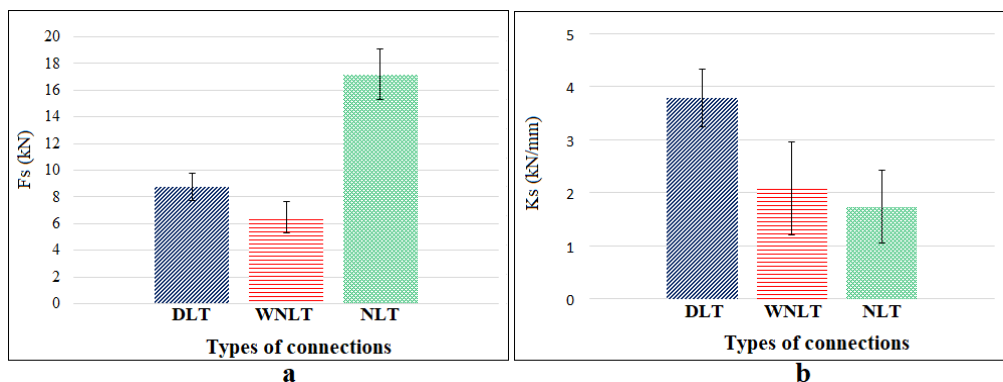 20
18
16
14
12
10
8
6
4
2
0
Fs (kN)
DLT WNLT NLT
Types of connections
a
5
4
3
2
1
0
Ks (kN/mm)
DLT WNLT NLT
Types of connections
b